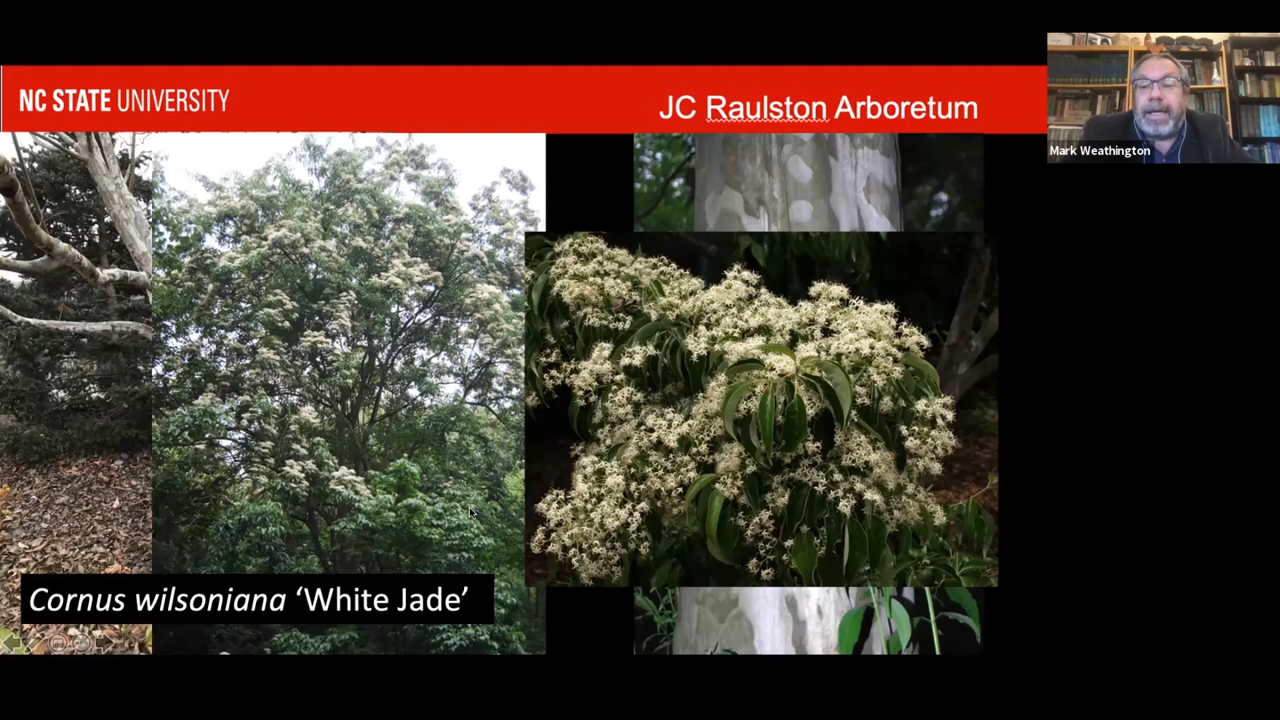 NC STATE UNIVERSITY
JC Raulston Arboretum
Mark Weathington
Cornus wilsoniana ‘White Jade’